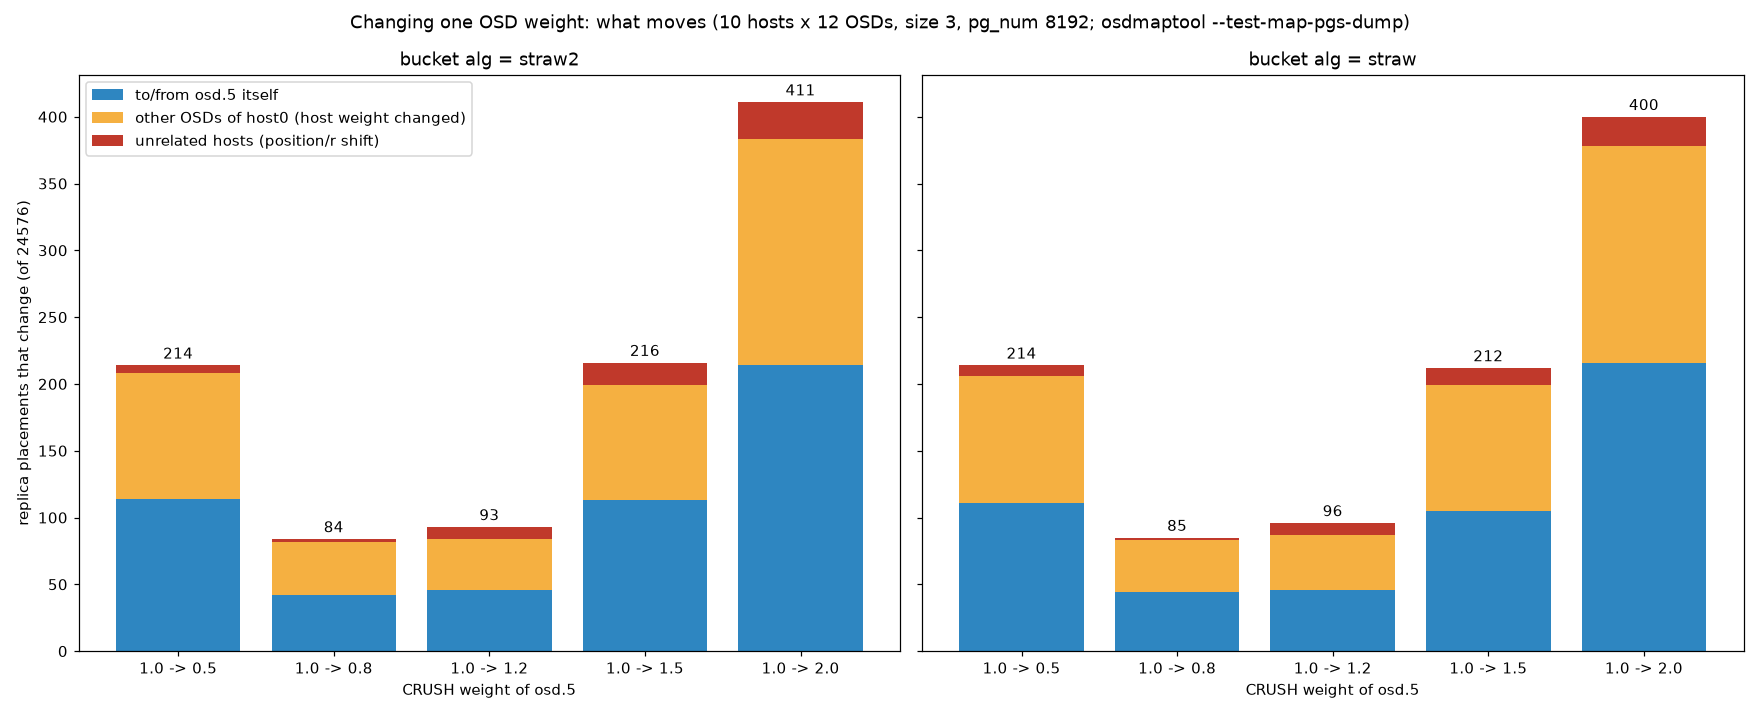 Changing one OSD weight: what moves (10 hosts x 12 OSDs, size 3, pg_num 8192; osdmaptool --test-map-pgs-dump)
bucket alg = straw2
to/from osd.5 itself
other OSDs of host0 (host weight changed)
unrelated hosts (position/r shift)
replica placements that change (of 24576)
400
350
300
250
200
150
100
50
0
214
84
93
216
411
1.0 -> 0.5
1.0 -> 0.8
1.0 -> 1.2
1.0 -> 1.5
1.0 -> 2.0
CRUSH weight of osd.5
bucket alg = straw
214
85
96
212
400
1.0 -> 0.5
1.0 -> 0.8
1.0 -> 1.2
1.0 -> 1.5
1.0 -> 2.0
CRUSH weight of osd.5